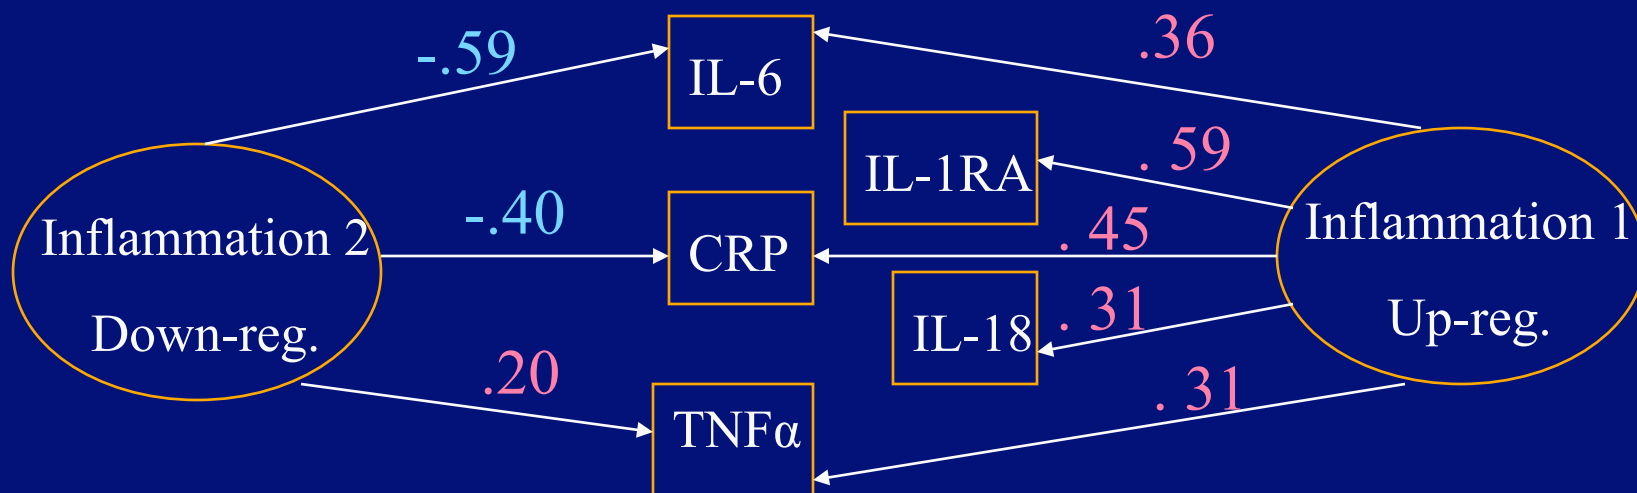 -.59
IL-6
.36
IL-1RA
. 59
Inflammation 2
Down-reg.
-.40
CRP
. 45
Inflammation 1
Up-reg.
IL-18
. 31
.20
TNFα
. 31